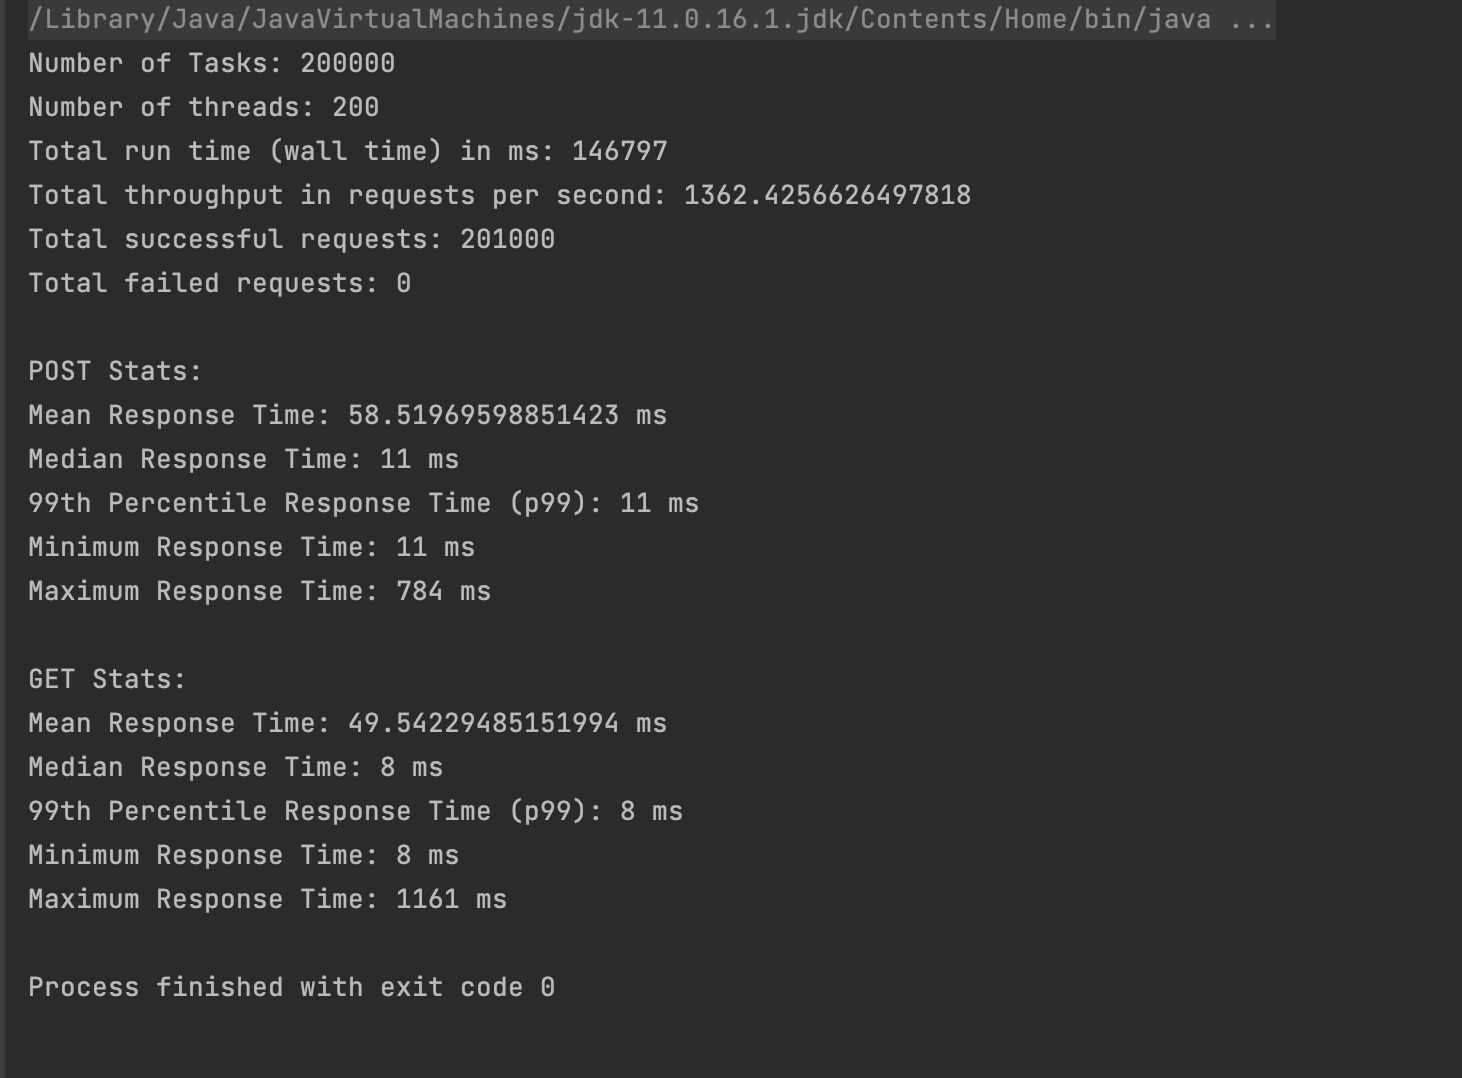 /Library/Java/JavaVirtualMachines/jdk-11.0.16.1.jdk/Contents/Home/bin/java ...
Number of Tasks: 200000
Number of threads: 200
Total run time (wall time) in ms: 146797
Total throughput in requests per second: 1362.4256626497818
Total successful requests: 201000
Total failed requests: 0
POST Stats:
Mean Response Time: 58.51969598851423 ms
Median Response Time: 11 ms
99th Percentile Response Time (p99): 11 ms
Minimum Response Time: 11 ms
Maximum Response Time: 784 ms
GET Stats:
Mean Response Time: 49.54229485151994 ms
Median Response Time: 8 ms
99th Percentile Response Time (p99): 8 ms
Minimum Response Time: 8 ms
Maximum Response Time: 1161 ms
Process finished with exit code 0